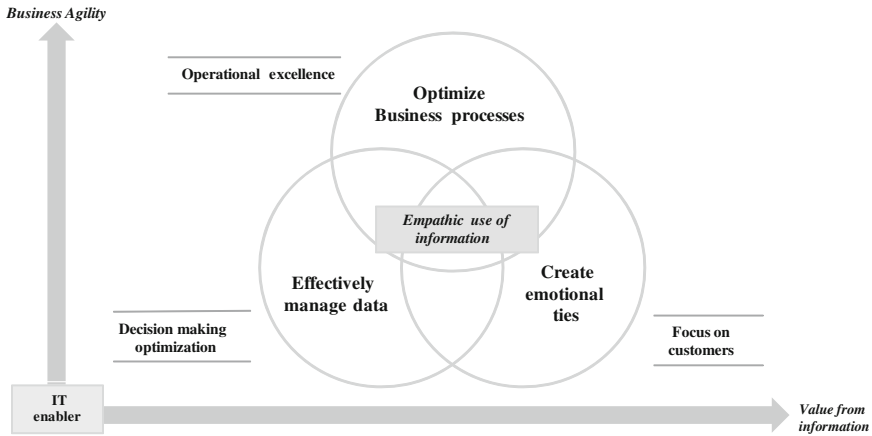 Business Agility
Operational excellence
Optimize
Business processes
Empathic use of
information
Effectively
manage data
Create
emotional
ties
Decision making
optimization
Focus on
customers
IT
enabler
Value from
information